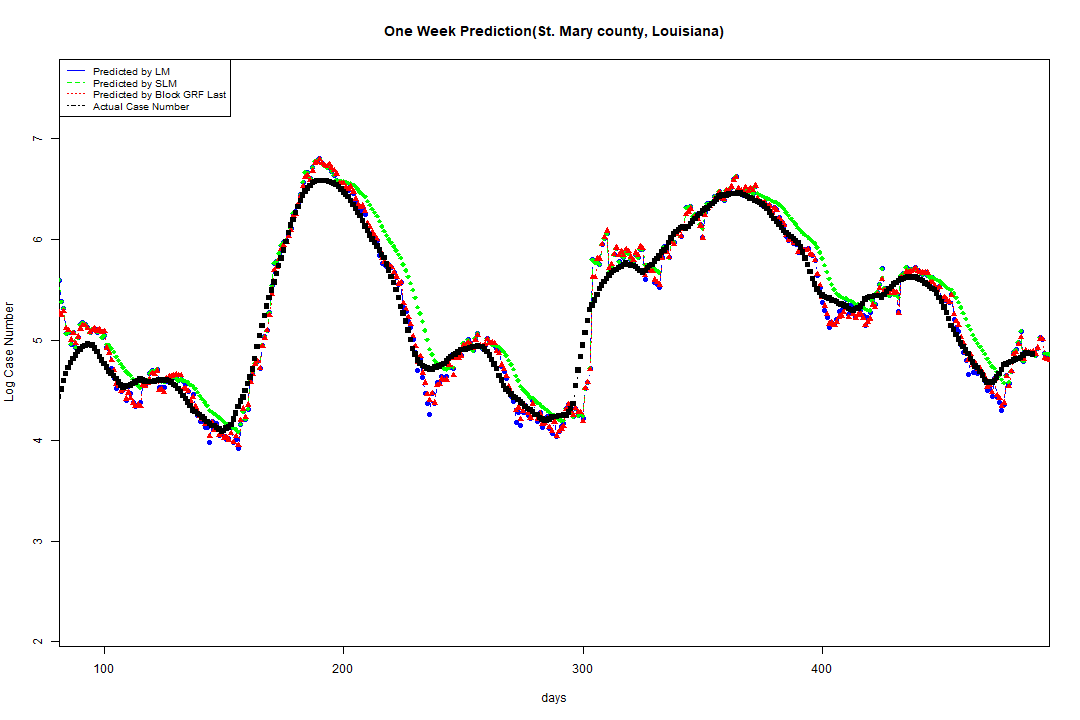 One Week Prediction(St. Mary county, Louisiana)
Predicted by LM
Predicted by SLM
Predicted by Block GRF Last
Actual Case Number
7
6
5
4
3
2
Log Case Number
100 200 300 400
days